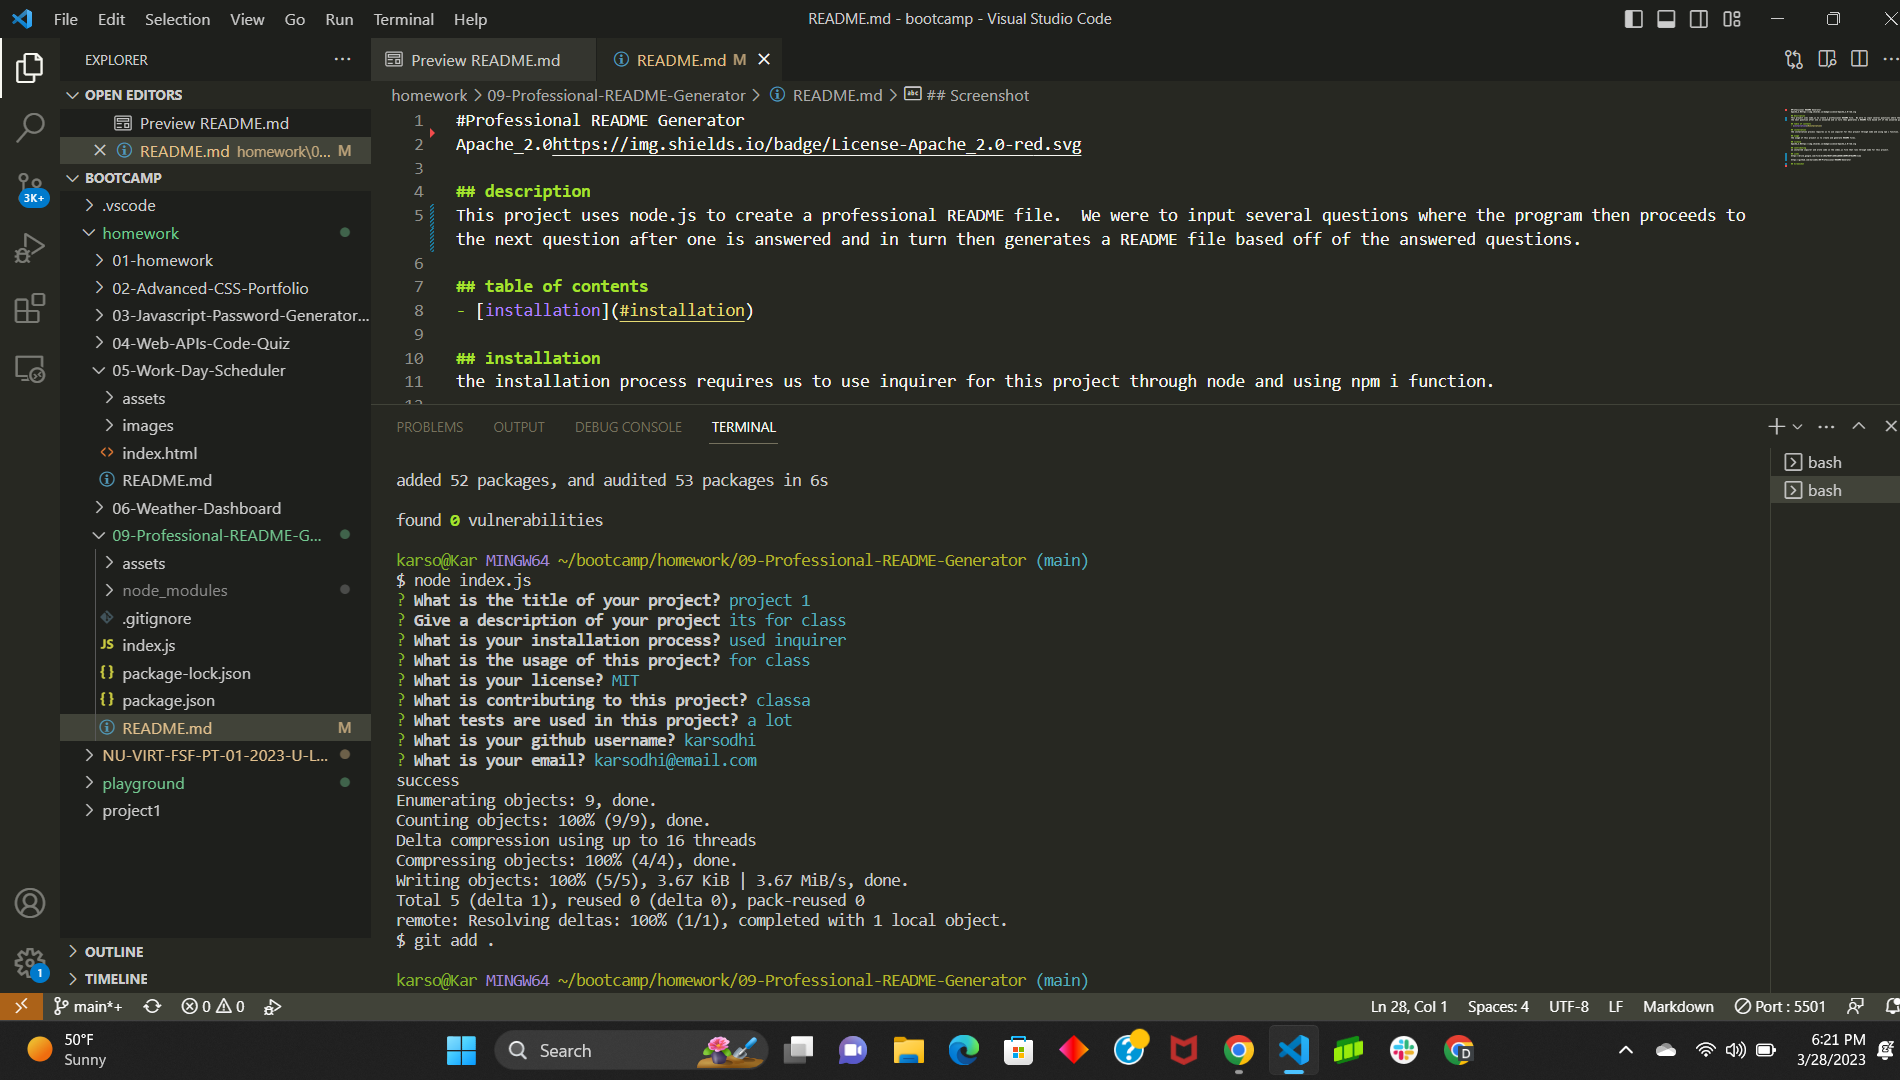 File Edit Selection View Go Run Terminal Help
README.md - bootcamp - Visual Studio Code
EXPLORER
OPEN EDITORS
Preview README.md
README.md homework\0... M
BOOTCAMP
.vscode
homework
01-homework
02-Advanced-CSS-Portfolio
03-Javascript-Password-Generator...
04-Web-APIs-Code-Quiz
05-Work-Day-Scheduler
assets
images
index.html
README.md
06-Weather-Dashboard
09-Professional-README-G...
assets
node_modules
.gitignore
index.js
package-lock.json
package.json
README.md M
NU-VIRT-FSF-PT-01-2023-U-L...
playground
project1
OUTLINE
TIMELINE
3K+
1
Preview README.md
README.md M
homework > 09-Professional-README-Generator > README.md > ## Screenshot
1 #Professional README Generator
2 Apache_2.0https://img.shields.io/badge/License-Apache_2.0-red.svg
3
4 ## description
5 This project uses node.js to create a professional README file.  We were to input several questions where the program then proceeds to
the next question after one is answered and in turn then generates a README file based off of the answered questions.
6
7 ## table of contents
8 - [installation](#installation)
9
10 ## installation
11 the installation process requires us to use inquirer for this project through node and using npm i function.
12
PROBLEMS OUTPUT DEBUG CONSOLE TERMINAL
bash
bash
added 52 packages, and audited 53 packages in 6s
found 0 vulnerabilities
karso@Kar MINGW64 ~/bootcamp/homework/09-Professional-README-Generator (main)
$ node index.js
? What is the title of your project? project 1
? Give a description of your project its for class
? What is your installation process? used inquirer
? What is the usage of this project? for class
? What is your license? MIT
? What is contributing to this project? classa
? What tests are used in this project? a lot
? What is your github username? karsodhi
? What is your email? karsodhi@email.com
success
Enumerating objects: 9, done.
Counting objects: 100% (9/9), done.
Delta compression using up to 16 threads
Compressing objects: 100% (4/4), done.
Writing objects: 100% (5/5), 3.67 KiB | 3.67 MiB/s, done.
Total 5 (delta 1), reused 0 (delta 0), pack-reused 0
remote: Resolving deltas: 100% (1/1), completed with 1 local object.
$ git add .
karso@Kar MINGW64 ~/bootcamp/homework/09-Professional-README-Generator (main)
main*+ 0 0 Ln 28, Col 1 Spaces: 4 UTF-8 LF Markdown Port : 5501
50°F
Sunny
Search
6:21 PM
3/28/2023